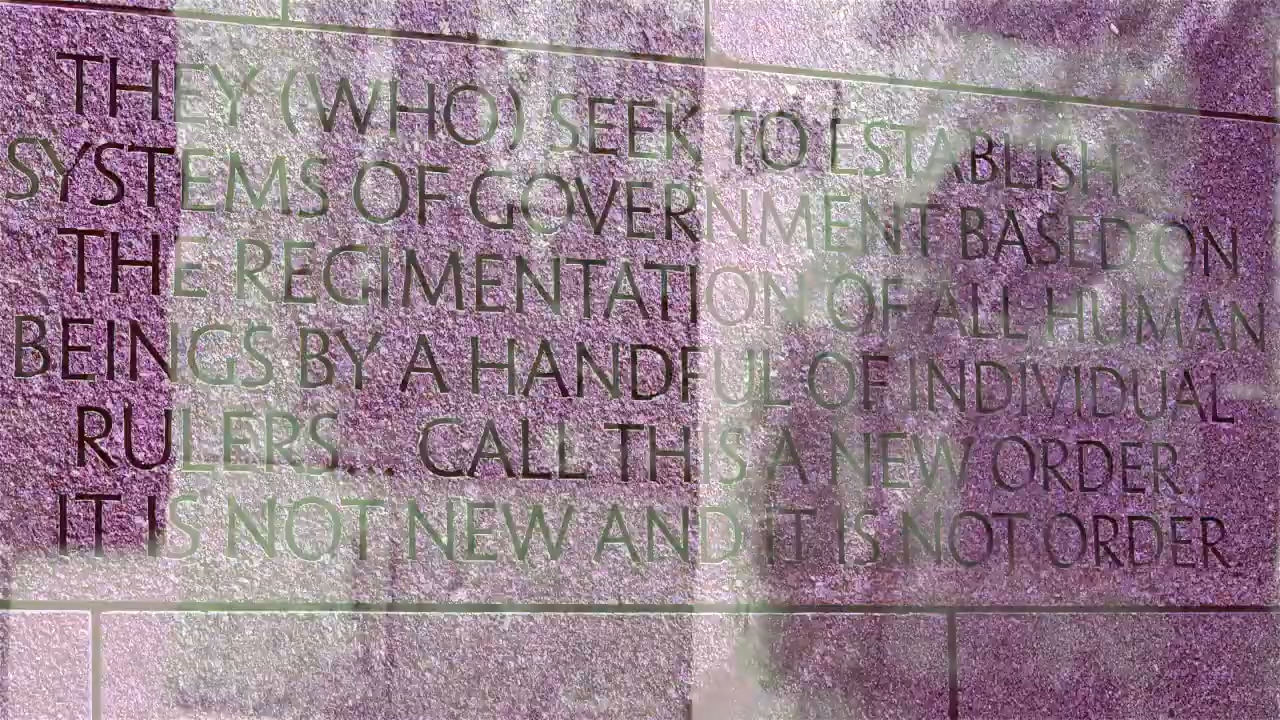 THEY (WHO) SEEK TO ESTABLISH
SYSTEMS OF GOVERNMENT BASED ON
THE REGIMENTATION OF ALL HUMAN
BEINGS BY A HANDFUL OF INDIVIDUAL
RULERS... CALL THIS A NEW ORDER.
IT IS NOT NEW AND IT IS NOT ORDER.